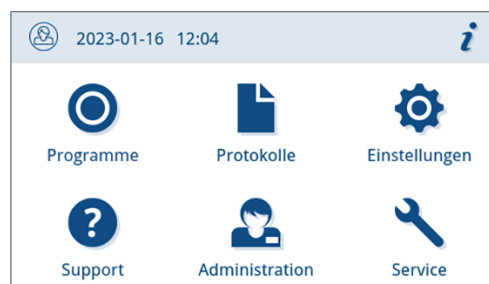 2023-01-16 12:04 i
Programme Protokolle Einstellungen
?
Support Administration Service